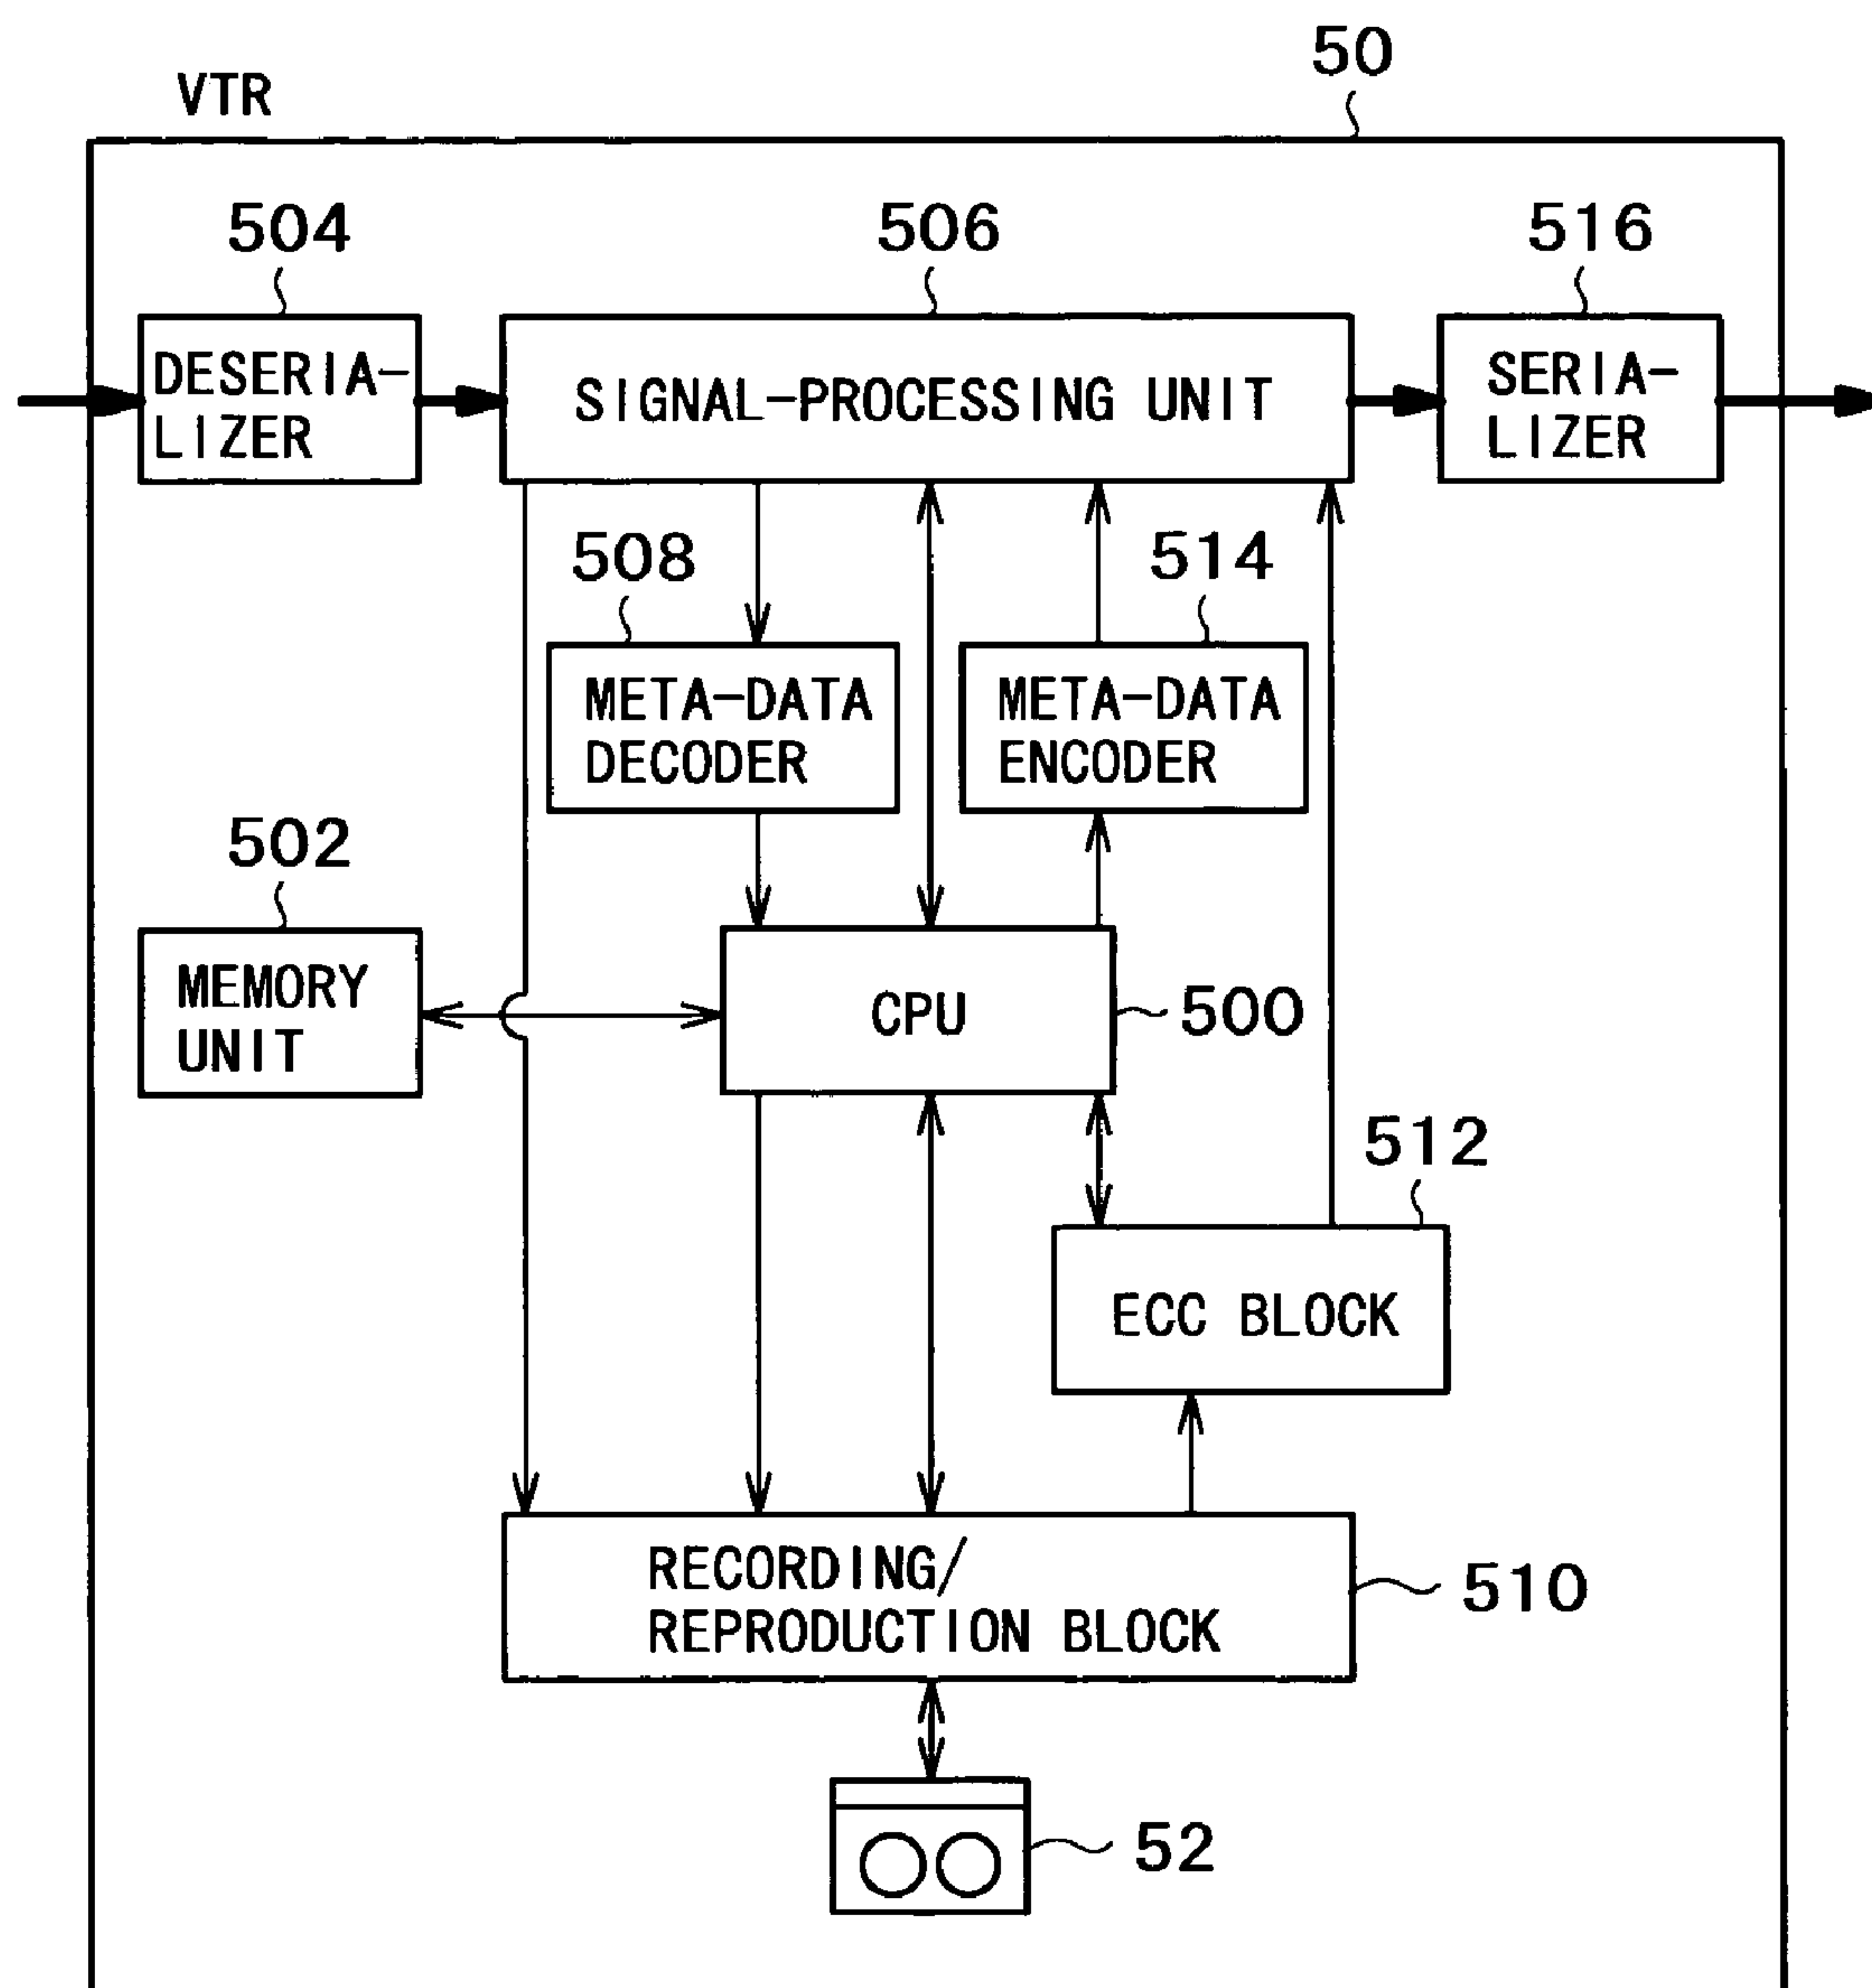 50
VTR
504
506
516
DESERIA-
LIZER
SIGNAL-PROCESSING UNIT
SERIA-
LIZER
508
514
META-DATA
DECODER
META-DATA
ENCODER
502
MEMORY
UNIT
CPU
500
512
ECC BLOCK
RECORDING/
REPRODUCTION BLOCK
510
52